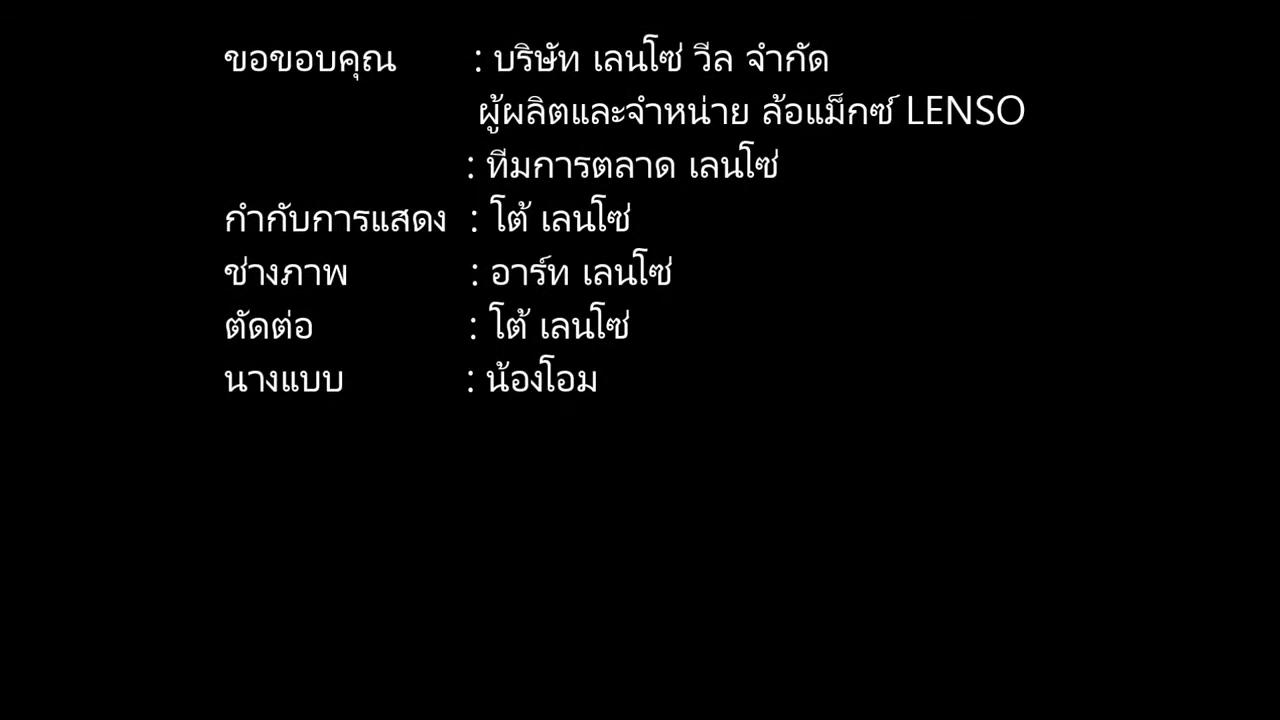 ขอขอบคุณ : บริษัท เลนโซ่ วีล จำกัด
ผู้ผลิตและจำหน่าย ล้อแม็กซ์ LENSO
: ทีมการตลาด เลนโซ่
กำกับการแสดง : โต้ เลนโซ่
ช่างภาพ : อาร์ท เลนโซ่
ตัดต่อ : โต้ เลนโซ่
นางแบบ : น้องโอม